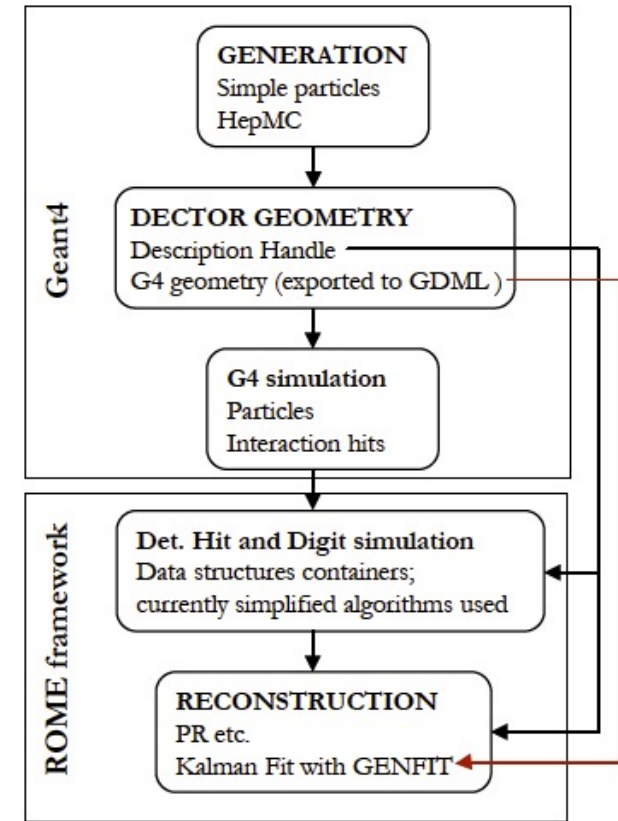 GENERATION
Simple particles
HepMC
DECTOR GEOMETRY
Description Handle
G4 geometry (exported to GDML )
Geant4
G4 simulation
Particles
Interaction hits
Det. Hit and Digit simulation
Data structures containers;
currently simplified algorithms used
ROME framework
RECONSTRUCTION
PR etc.
Kalman Fit with GENFIT